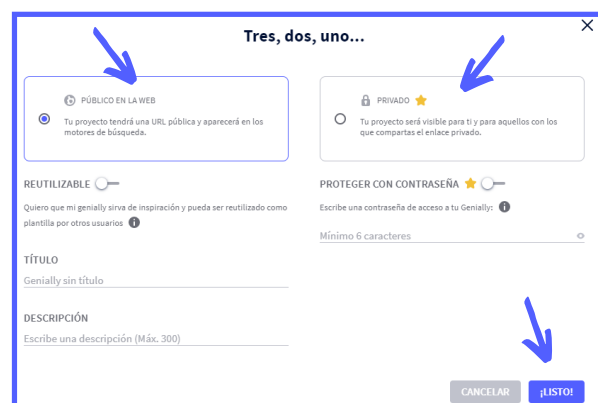 Tres, dos, uno...
PÚBLICO EN LA WEB
Tu proyecto tendrá una URL pública y aparecerá en los
motores de búsqueda.
PRIVADO
Tu proyecto será visible para ti y para aquellos con los
que compartas el enlace privado.
REUTILIZABLE
Quiero que mi genially sirva de inspiración y pueda ser reutilizado como
plantilla por otros usuarios
PROTEGER CON CONTRASEÑA
Escribe una contraseña de acceso a tu Genially:
Mínimo 6 caracteres
TÍTULO
Genially sin título
DESCRIPCIÓN
Escribe una descripción (Máx. 300)
CANCELAR
¡LISTO!